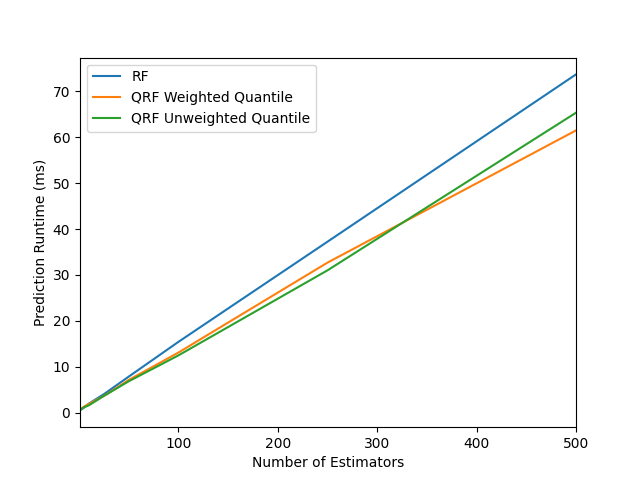 RF
QRF Weighted Quantile
QRF Unweighted Quantile
Prediction Runtime (ms)
70
60
50
40
30
20
10
0
100 200 300 400 500
Number of Estimators